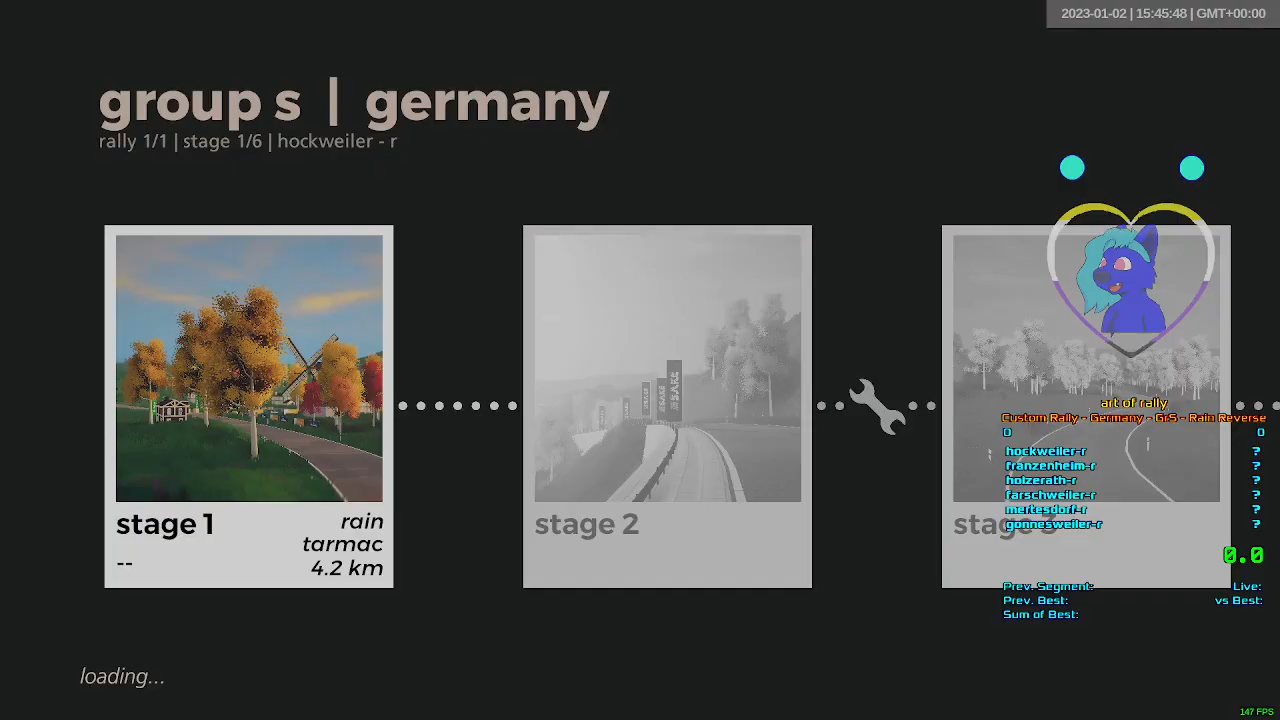 2023-01-02 | 15:45:48 | GMT+00:00
group s | germany
rally 1/1 | stage 1/6 | hockweiler - r
stage 1
rain
tarmac
-- 4.2 km
stage 2
stage 3
art of rally
Custom Rally - Germany - GrS - Rain Reverse
0 0
hockweiler-r ?
franzenheim-r ?
holzerath-r ?
farschweiler-r ?
mertesdorf-r ?
gonnesweiler-r ?
0.0
Prev. Segment: Live:
Prev. Best: vs Best:
Sum of Best:
loading...
147 FPS